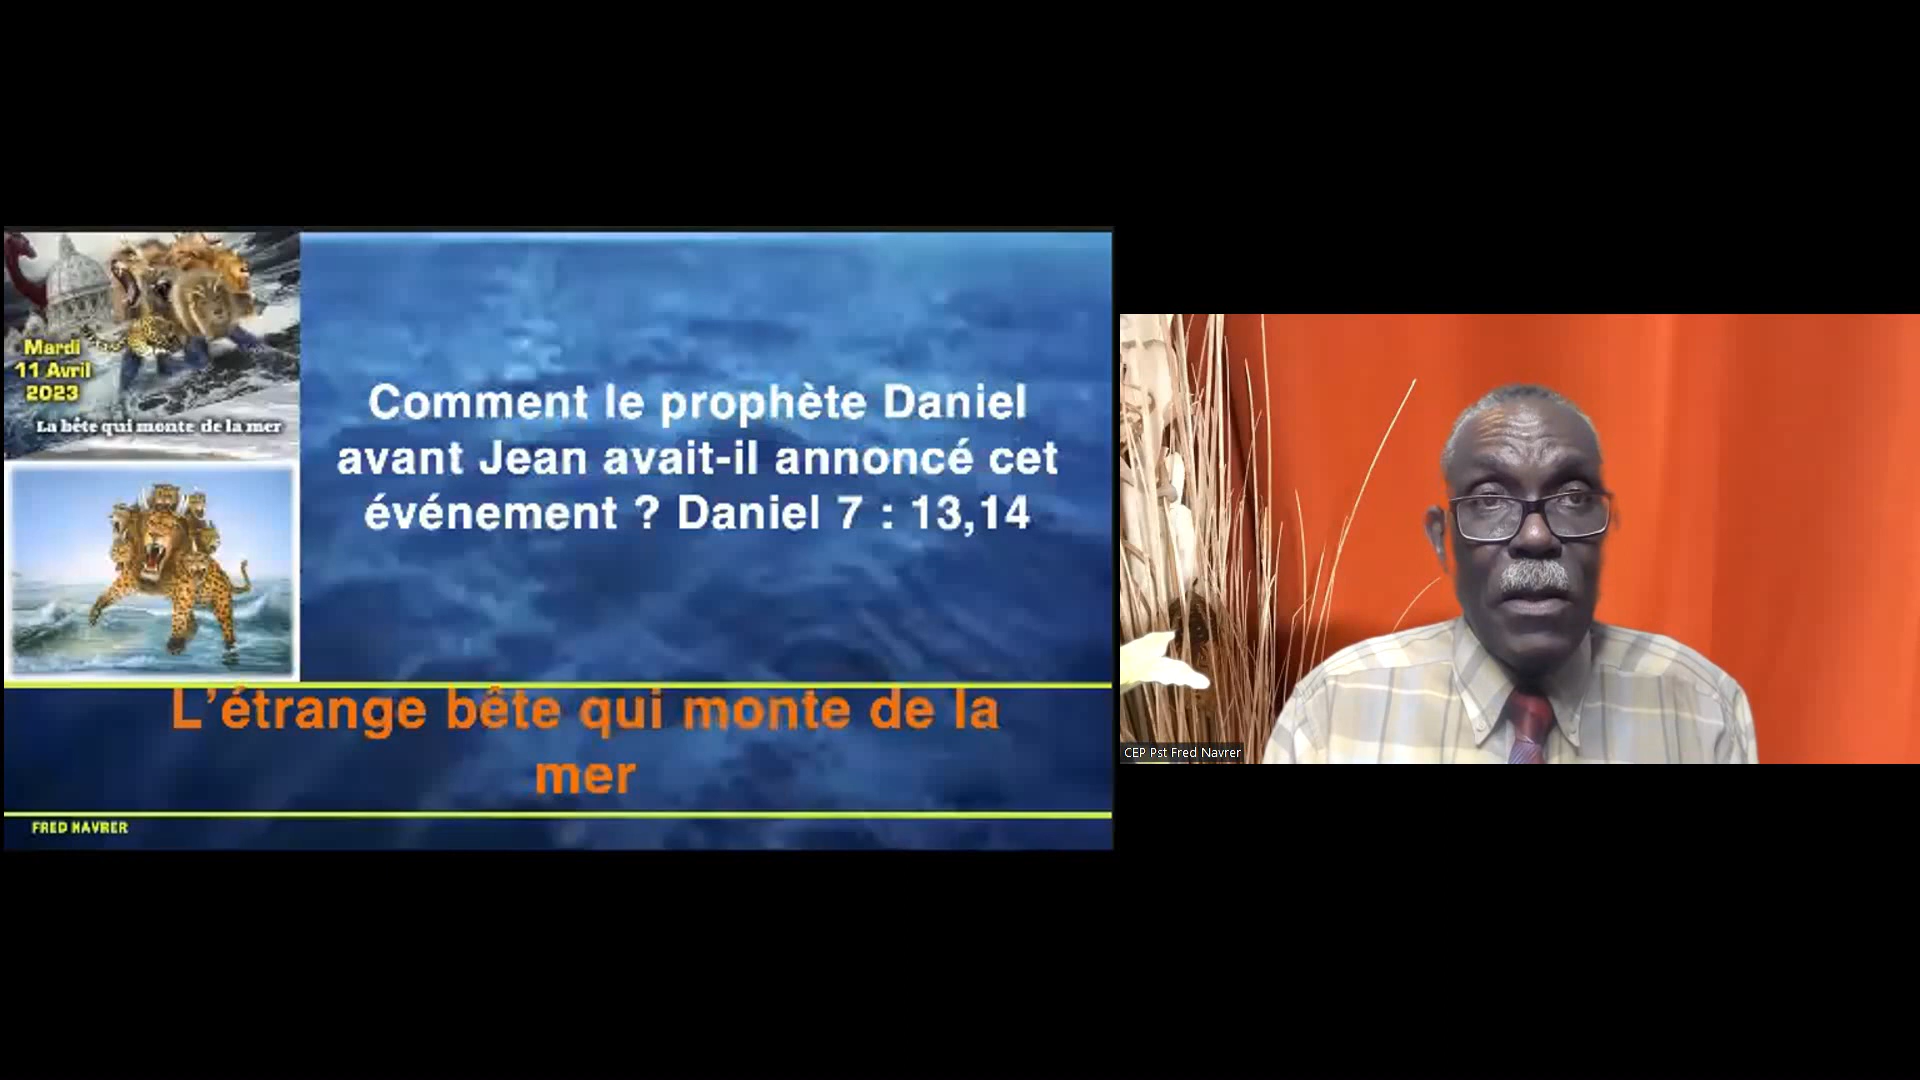 Mardi
11 Avril
2023
La bête qui monte de la mer
Comment le prophète Daniel
avant Jean avait-il annoncé cet
événement ? Daniel 7 : 13,14
L’étrange bête qui monte de la
mer
FRED NAVRER
CEP Pst Fred Navrer